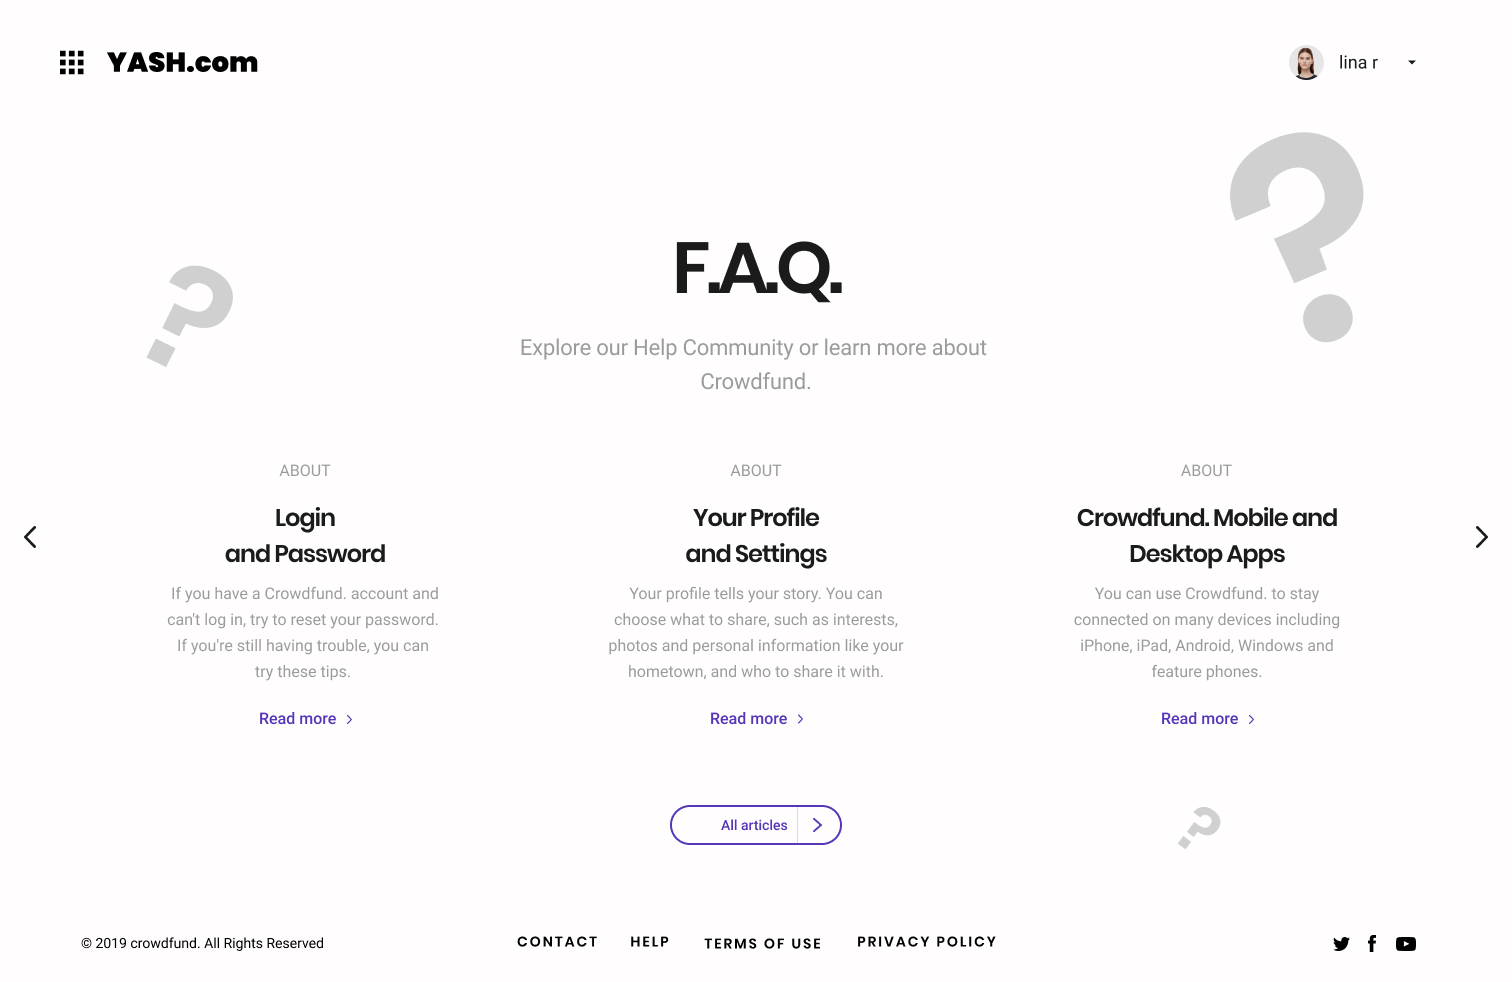 YASH.com
lina r
?
?
F.A.Q.
Explore our Help Community or learn more about
Crowdfund.
ABOUT
Login
and Password
If you have a Crowdfund. account and
can't log in, try to reset your password.
If you're still having trouble, you can
try these tips.
Read more
ABOUT
Your Profile
and Settings
Your profile tells your story. You can
choose what to share, such as interests,
photos and personal information like your
hometown, and who to share it with.
Read more
ABOUT
Crowdfund. Mobile and
Desktop Apps
You can use Crowdfund. to stay
connected on many devices including
iPhone, iPad, Android, Windows and
feature phones.
Read more
All articles
?
© 2019 crowdfund. All Rights Reserved
CONTACT
HELP
TERMS OF USE
PRIVACY POLICY